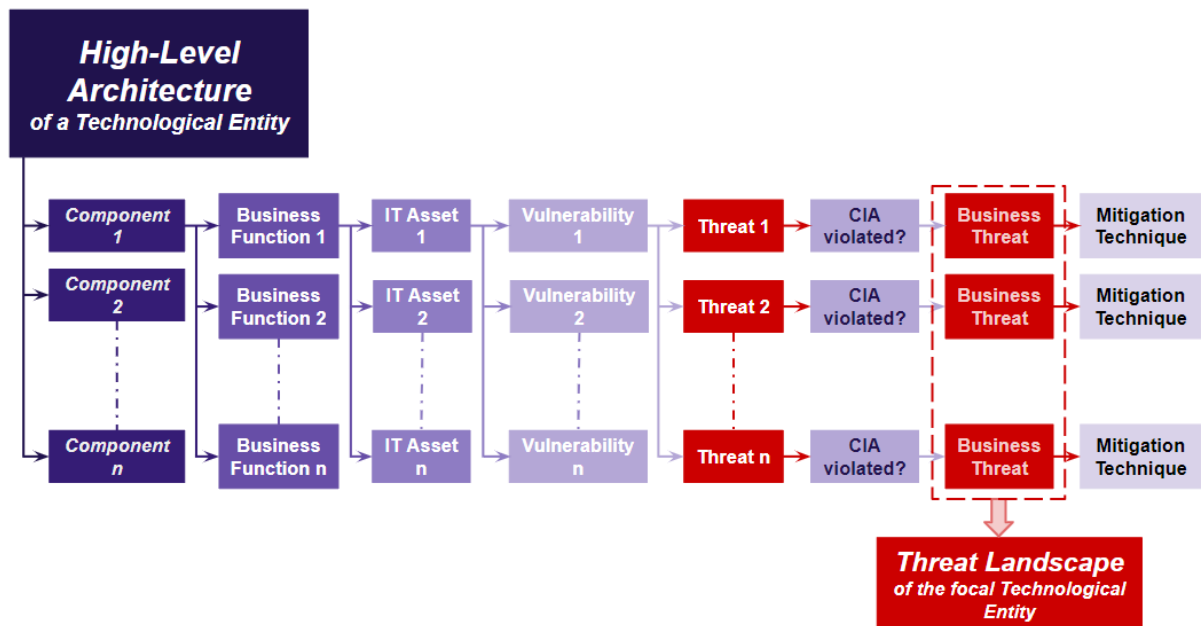 High-Level
Architecture
of a Technological Entity
Component
1
Business
Function 1
IT Asset
1
Vulnerability
1
Threat 1
CIA
violated?
Business
Threat
Mitigation
Technique
Component
2
Business
Function 2
IT Asset
2
Vulnerability
2
Threat 2
CIA
violated?
Business
Threat
Mitigation
Technique
Component
n
Business
Function n
IT Asset
n
Vulnerability
n
Threat n
CIA
violated?
Business
Threat
Mitigation
Technique
Threat Landscape
of the focal Technological
Entity